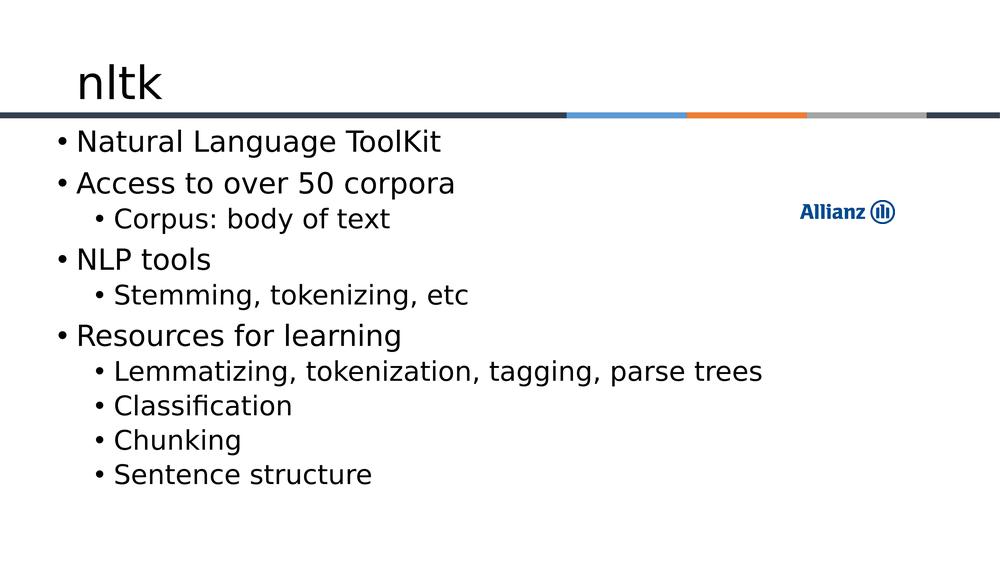 nltk
• Natural Language ToolKit
• Access to over 50 corpora
• Corpus: body of text
Allianz
• NLP tools
• Stemming, tokenizing, etc
• Resources for learning
• Lemmatizing, tokenization, tagging, parse trees
• Classification
• Chunking
• Sentence structure